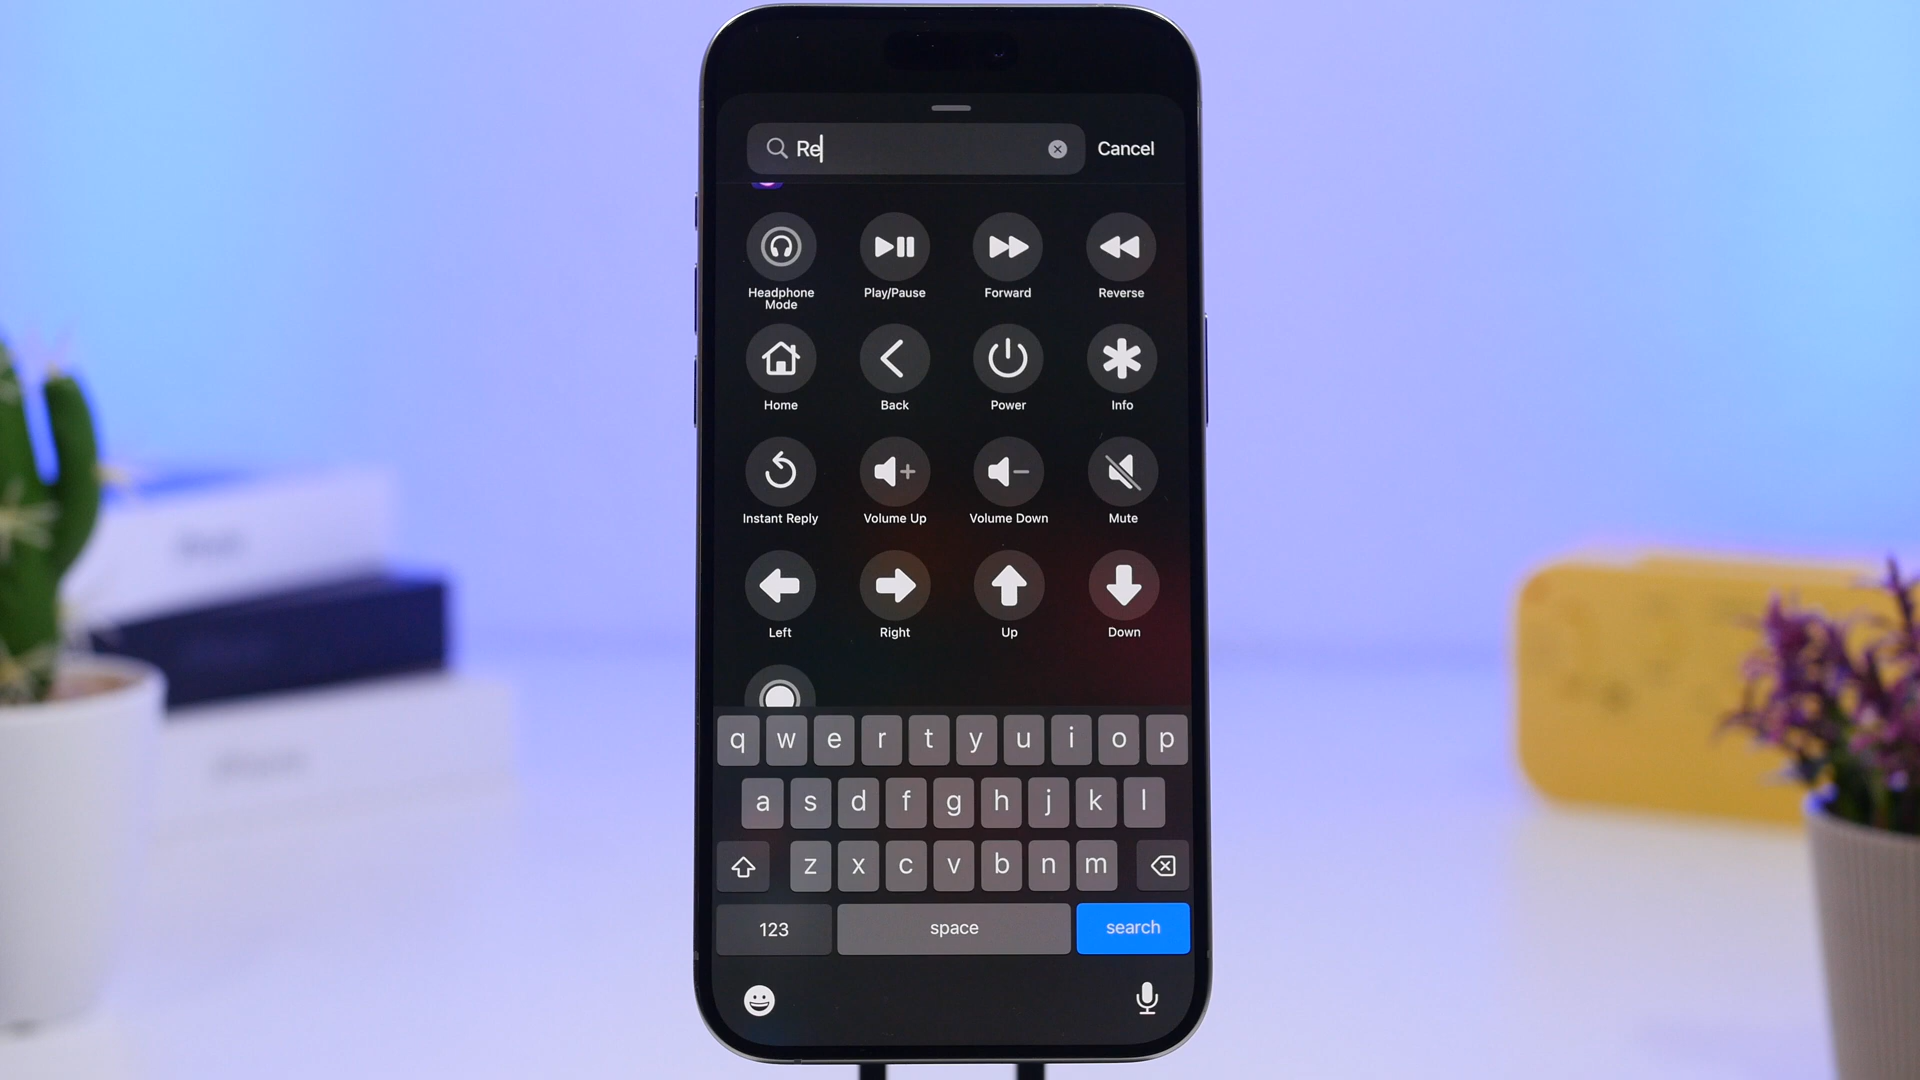 Re
Cancel
Headphone
Mode
Play/Pause
Forward
Reverse
Home
Back
Power
Info
Instant Reply
Volume Up
Volume Down
Mute
Left
Right
Up
Down
q w e r t y u i o p
a s d f g h j k l
z x c v b n m
123
space
search